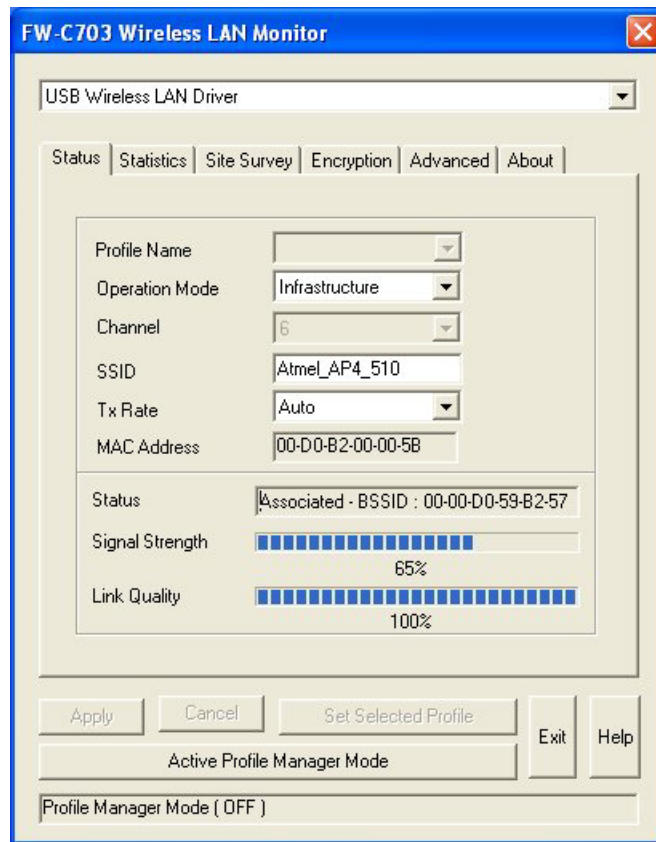 FW-C703 Wireless LAN Monitor
USB Wireless LAN Driver
Status Statistics Site Survey Encryption Advanced About
Profile Name
Operation Mode Infrastructure
Channel 6
SSID Atmel_AP4_510
Tx Rate Auto
MAC Address 00-D0-B2-00-00-5B
Status Associated - BSSID : 00-00-D0-59-B2-57
Signal Strength
65%
Link Quality
100%
Apply Cancel Set Selected Profile Exit Help
Active Profile Manager Mode
Profile Manager Mode ( OFF )